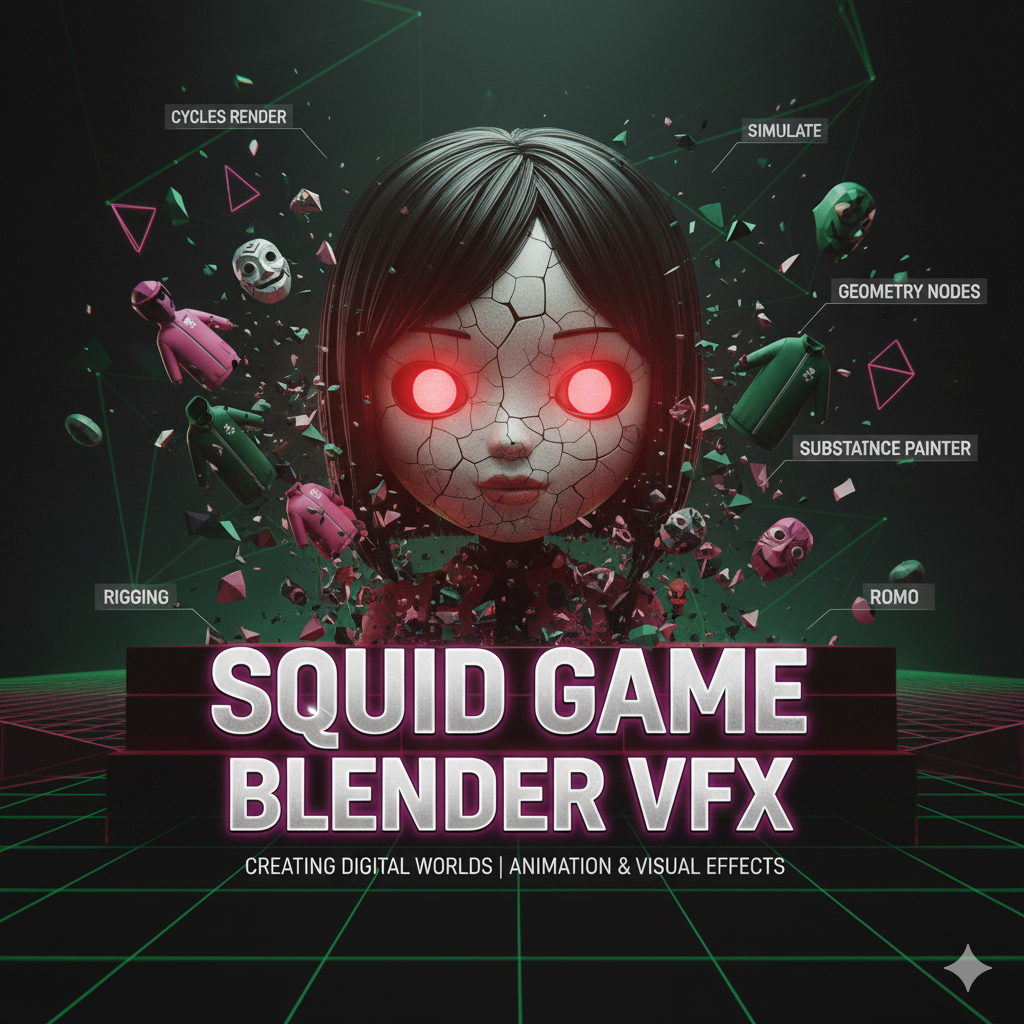 CYCLES RENDER
SIMULATE
GEOMETRY NODES
SUBSTATNCE PAINTER
RIGGING
ROMO
SQUID GAME
BLENDER VFX
CREATING DIGITAL WORLDS | ANIMATION & VISUAL EFFECTS